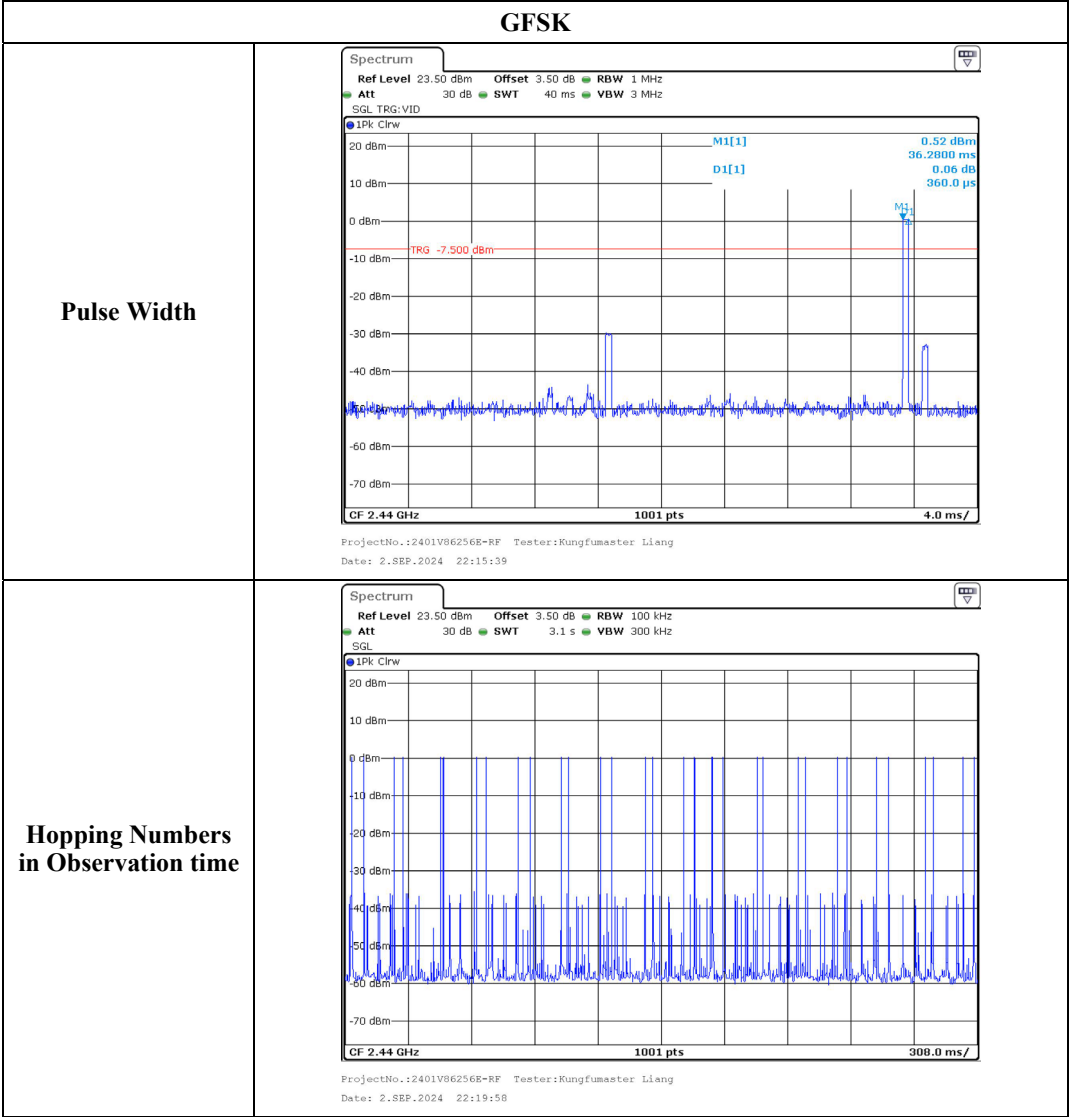 GFSK
Pulse Width
Spectrum
Ref Level 23.50 dBm Offset 3.50 dB RBW 1 MHz
Att 30 dB SWT 40 ms VBW 3 MHz
SGL TRG:VID
1Pk Clrw
M1[1] 0.52 dBm
36.2800 ms
D1[1] 0.06 dB
360.0 µs
20 dBm
10 dBm
M1
0 dBm
TRG -7.500 dBm
-10 dBm
-20 dBm
-30 dBm
-40 dBm
-50 dBm
-60 dBm
-70 dBm
CF 2.44 GHz 1001 pts 4.0 ms/
ProjectNo.:2401V86256E-RF Tester:Kungfumaster Liang
Date: 2.SEP.2024 22:15:39
Hopping Numbers
in Observation time
Spectrum
Ref Level 23.50 dBm Offset 3.50 dB RBW 100 kHz
Att 30 dB SWT 3.1 s VBW 300 kHz
SGL
1Pk Clrw
20 dBm
10 dBm
0 dBm
-10 dBm
-20 dBm
-30 dBm
-40 dBm
-50 dBm
-60 dBm
-70 dBm
CF 2.44 GHz 1001 pts 308.0 ms/
ProjectNo.:2401V86256E-RF Tester:Kungfumaster Liang
Date: 2.SEP.2024 22:19:58